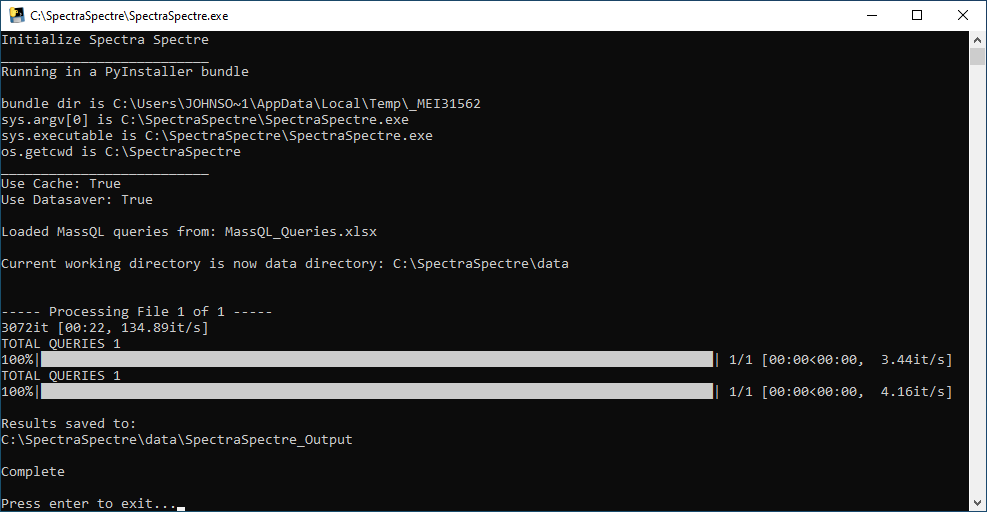 C:\SpectraSpectre\SpectraSpectre.exe
Initialize Spectra Spectre
__________________________
Running in a PyInstaller bundle
bundle dir is C:\Users\JOHNSO~1\AppData\Local\Temp\_MEI31562
sys.argv[0] is C:\SpectraSpectre\SpectraSpectre.exe
sys.executable is C:\SpectraSpectre\SpectraSpectre.exe
os.getcwd is C:\SpectraSpectre
__________________________
Use Cache: True
Use Datasaver: True
Loaded MassQL queries from: MassQL_Queries.xlsx
Current working directory is now data directory: C:\SpectraSpectre\data
----- Processing File 1 of 1 -----
3072it [00:22, 134.89it/s]
TOTAL QUERIES 1
100%| | 1/1 [00:00<00:00,  3.44it/s]
TOTAL QUERIES 1
100%| | 1/1 [00:00<00:00,  4.16it/s]
Results saved to:
C:\SpectraSpectre\data\SpectraSpectre_Output
Complete
Press enter to exit...